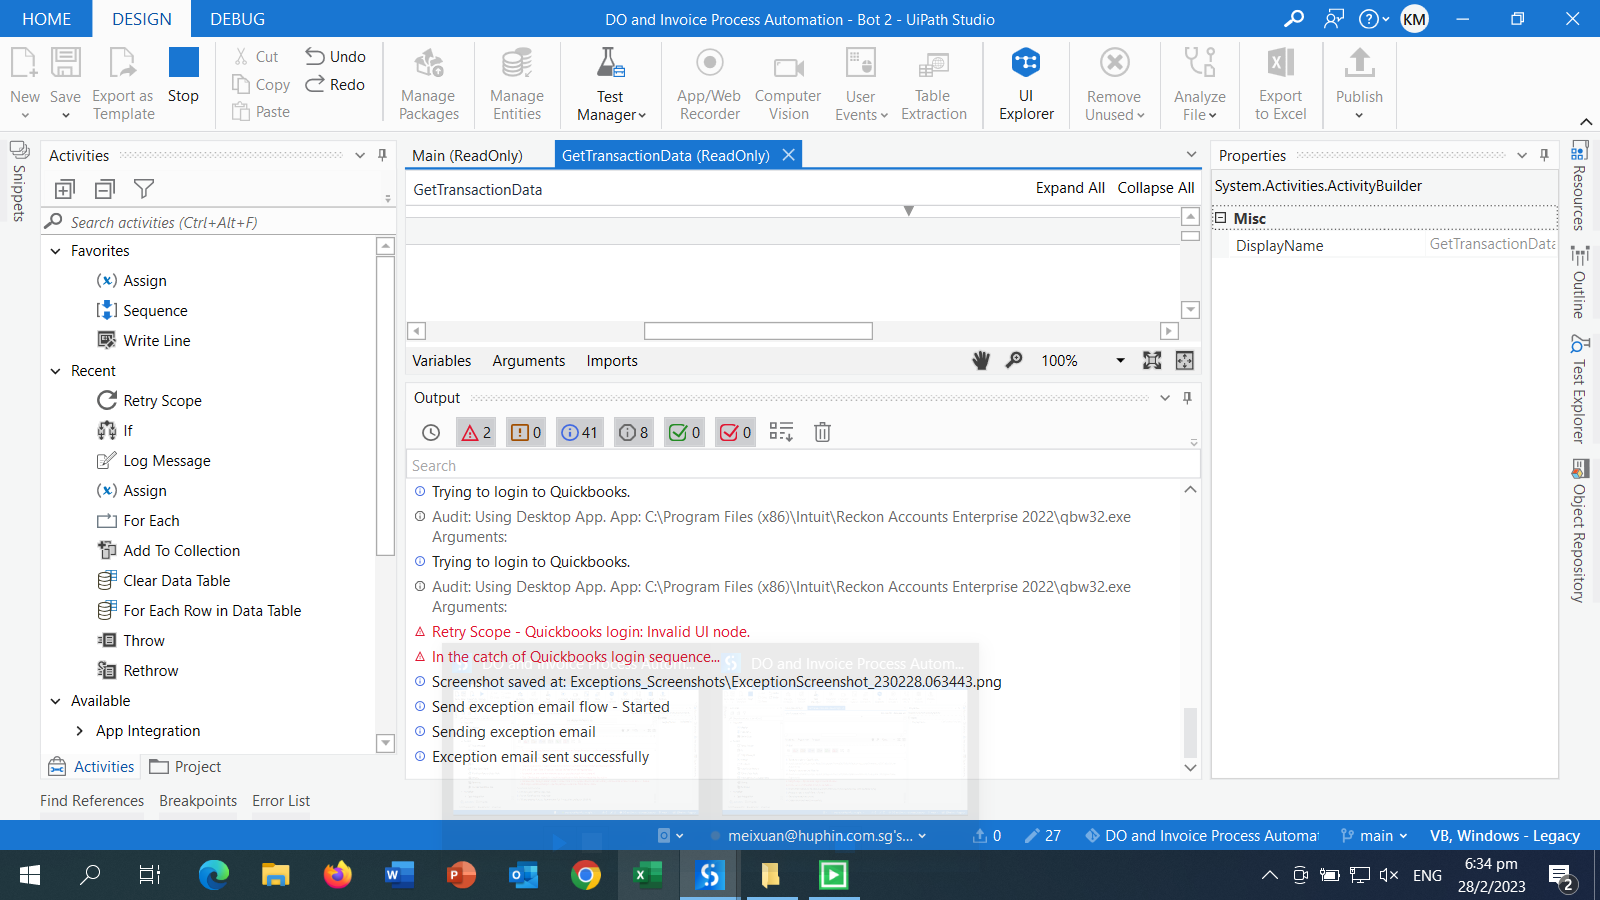 HOME
DESIGN
DEBUG
DO and Invoice Process Automation - Bot 2 - UiPath Studio
KM
New
Save
Export as
Template
Stop
Cut
Copy
Paste
Undo
Redo
Manage
Packages
Manage
Entities
Test
Manager
App/Web
Recorder
Computer
Vision
User
Events
Table
Extraction
UI
Explorer
Remove
Unused
Analyze
File
Export
to Excel
Publish
Snippets
Activities
Search activities (Ctrl+Alt+F)
Favorites
Assign
Sequence
Write Line
Recent
Retry Scope
If
Log Message
Assign
For Each
Add To Collection
Clear Data Table
For Each Row in Data Table
Throw
Rethrow
Available
App Integration
Activities
Project
Find References
Breakpoints
Error List
Main (ReadOnly)
GetTransactionData (ReadOnly)
GetTransactionData
Expand All
Collapse All
Variables
Arguments
Imports
100%
Output
2
0
41
8
0
0
Search
Trying to login to Quickbooks.
Audit: Using Desktop App. App: C:\Program Files (x86)\Intuit\Reckon Accounts Enterprise 2022\qbw32.exe
Arguments:
Trying to login to Quickbooks.
Audit: Using Desktop App. App: C:\Program Files (x86)\Intuit\Reckon Accounts Enterprise 2022\qbw32.exe
Arguments:
Retry Scope - Quickbooks login: Invalid UI node.
In the catch of Quickbooks login sequence...
DO and Invoice Process Autom...
DO and Invoice Process Autom...
Screenshot saved at: Exceptions_Screenshots\ExceptionScreenshot_230228.063443.png
Send exception email flow - Started
Sending exception email
Exception email sent successfully
Properties
System.Activities.ActivityBuilder
Misc
DisplayName
GetTransactionData
Resources
Outline
Test Explorer
Object Repository
meixuan@huphin.com.sg's...
0
27
DO and Invoice Process Automat
main
VB, Windows - Legacy
ENG
6:34 pm
28/2/2023
2